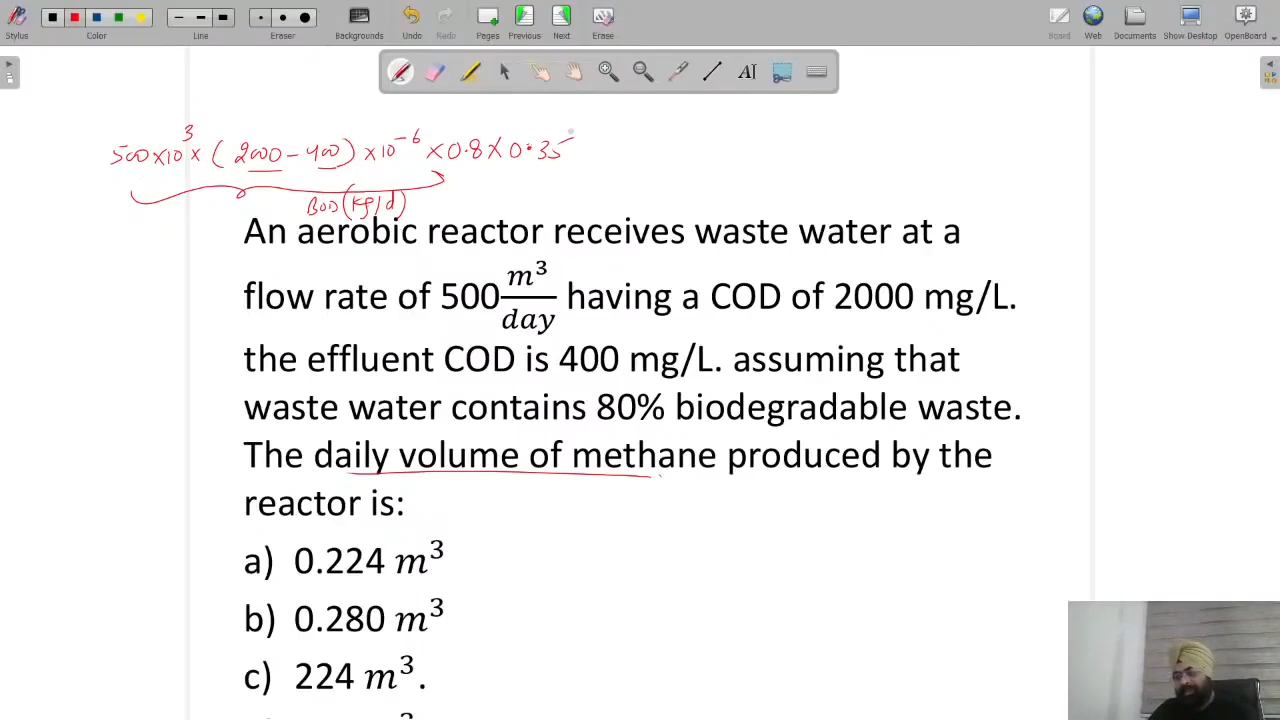 Stylus Color Line Eraser Backgrounds Undo Redo Pages Previous Next Erase Board Web Documents Show Desktop OpenBoard
500×10³×(2000-400)×10⁻⁶×0.8×0.35
BOD(kg/d)
An aerobic reactor receives waste water at a
flow rate of 500 m³/day having a COD of 2000 mg/L.
the effluent COD is 400 mg/L. assuming that
waste water contains 80% biodegradable waste.
The daily volume of methane produced by the
reactor is:
a) 0.224 m³
b) 0.280 m³
c) 224 m³.